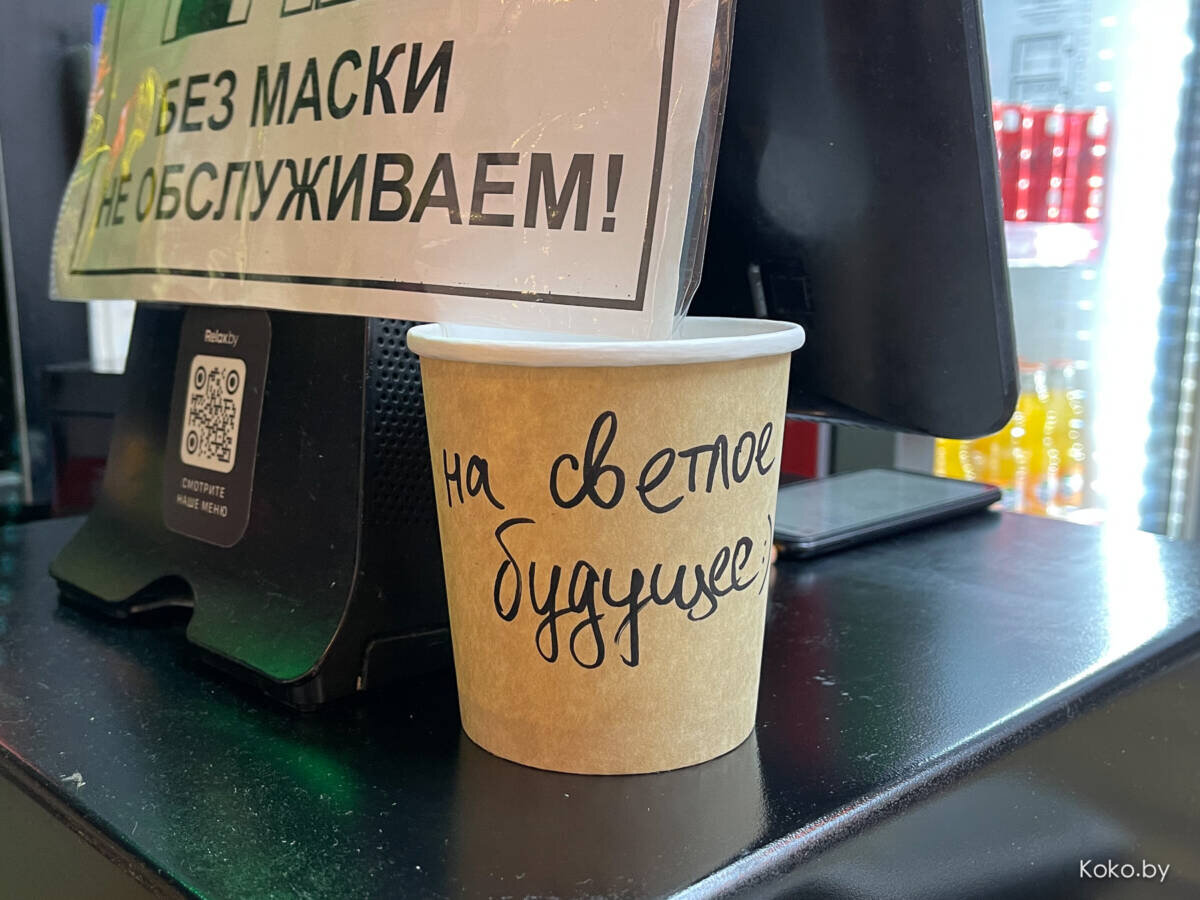 БЕЗ МАСКИ
НЕ ОБСЛУЖИВАЕМ!
Relax.by
СМОТРИТЕ
НАШЕ МЕНЮ
на светлое
будущее:)
Koko.by